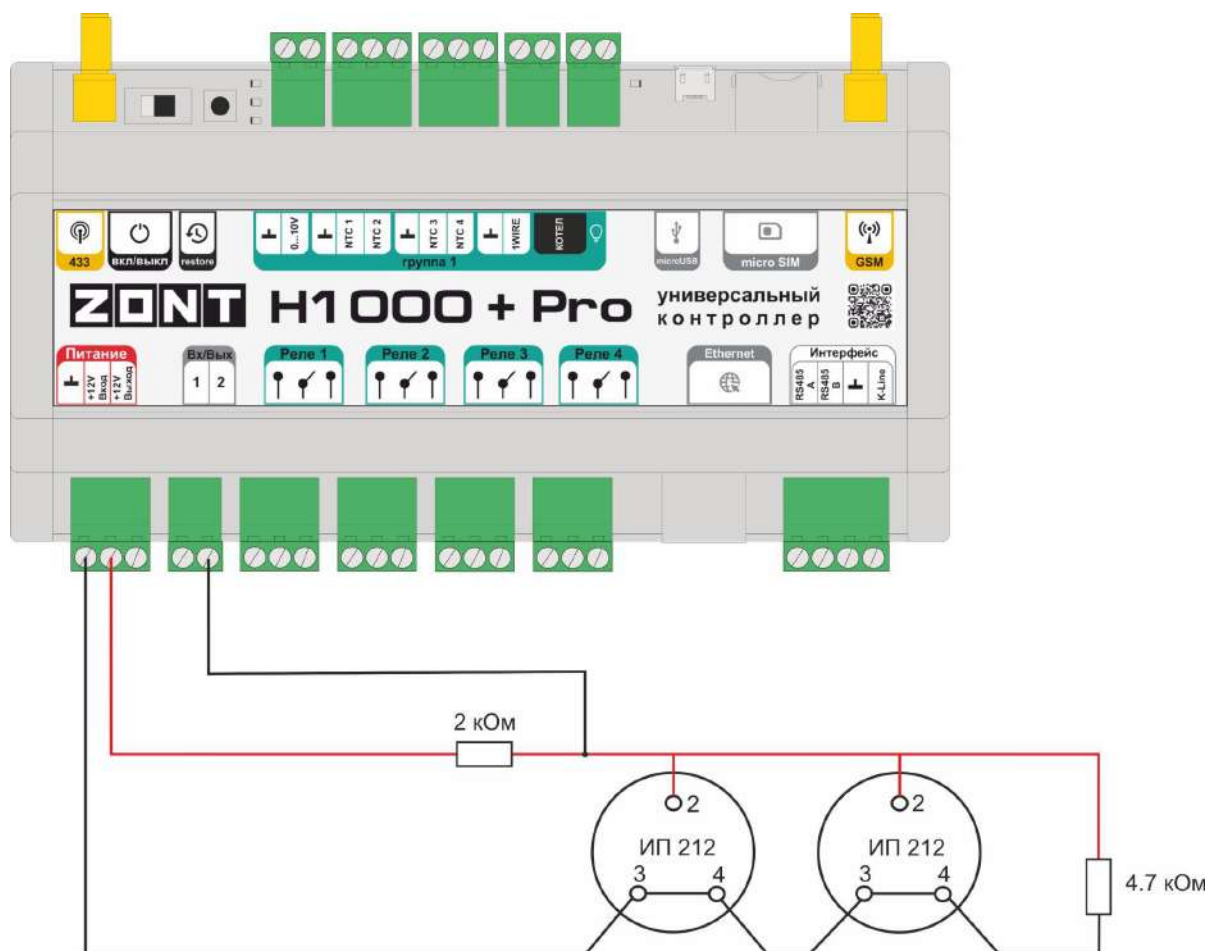 433
вкл/выкл
restore
0...10V
NTC 1
NTC 2
NTC 3
NTC 4
1WIRE
КОТЕЛ
группа 1
microUSB
micro SIM
GSM
ZONT H1000 + Pro
универсальный
контроллер
Питание
+12V
Вход
+12V
Выход
Вх/Вых
1 2
Реле 1
Реле 2
Реле 3
Реле 4
Ethernet
Интерфейс
RS485
A
RS485
B
K-Line
2 кОм
2
ИП 212
3 4
2
ИП 212
3 4
4.7 кОм